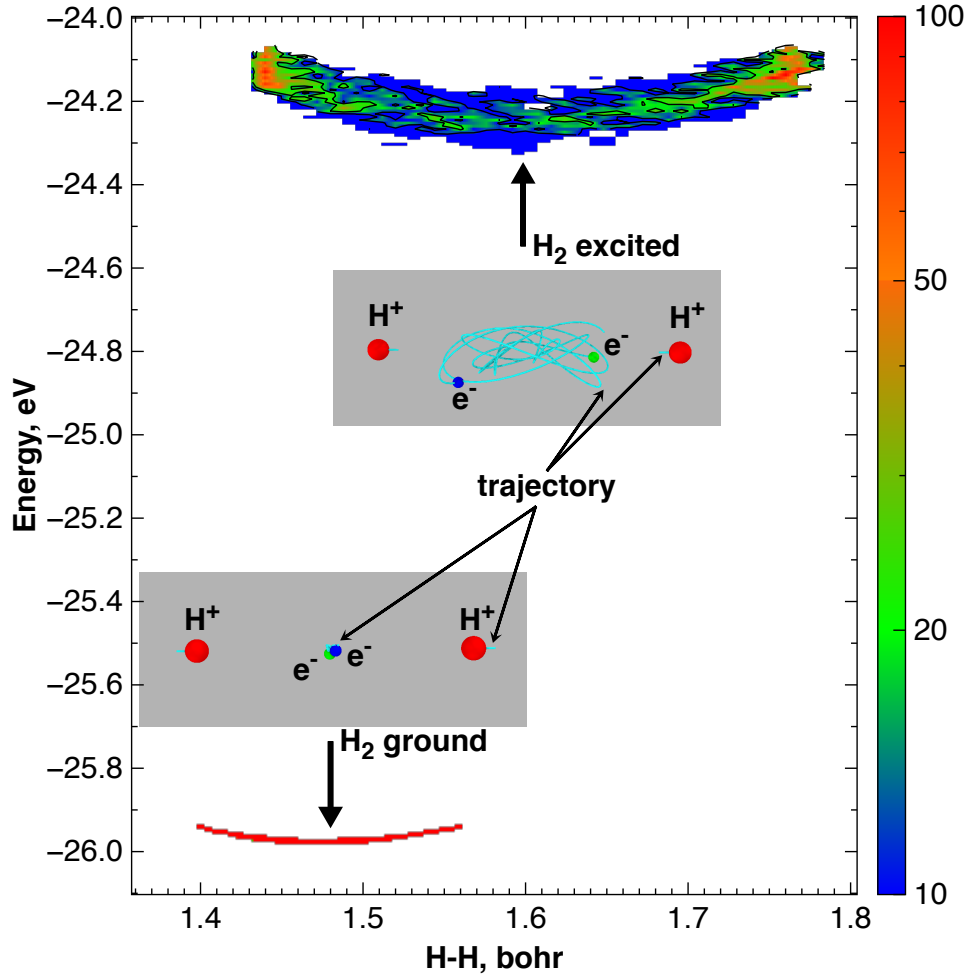 −24.0
−24.2
−24.4
−24.6
−24.8
−25.0
−25.2
−25.4
−25.6
−25.8
−26.0
Energy, eV
H₂ excited
H⁺
H⁺
e⁻
e⁻
trajectory
H⁺
H⁺
e⁻
e⁻
H₂ ground
1.4
1.5
1.6
1.7
1.8
H-H, bohr
100
50
20
10